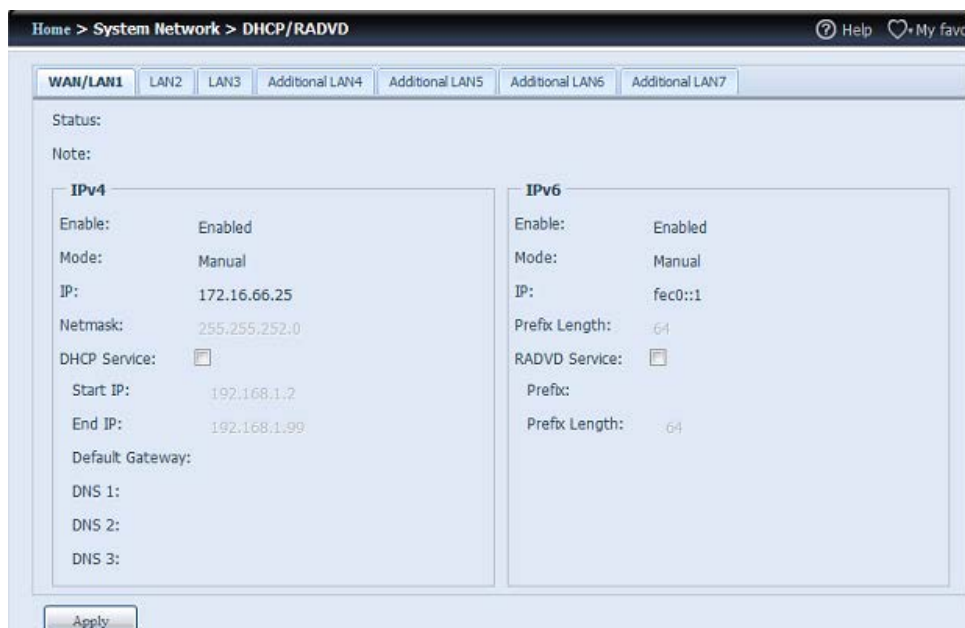 Home > System Network > DHCP/RADVD
Help
My favo
WAN/LAN1 LAN2 LAN3 Additional LAN4 Additional LAN5 Additional LAN6 Additional LAN7
Status:
Note:
IPv4
Enable: Enabled
Mode: Manual
IP: 172.16.66.25
Netmask: 255.255.252.0
DHCP Service:
Start IP: 192.168.1.2
End IP: 192.168.1.99
Default Gateway:
DNS 1:
DNS 2:
DNS 3:
IPv6
Enable: Enabled
Mode: Manual
IP: fec0::1
Prefix Length: 64
RADVD Service:
Prefix:
Prefix Length: 64
Apply